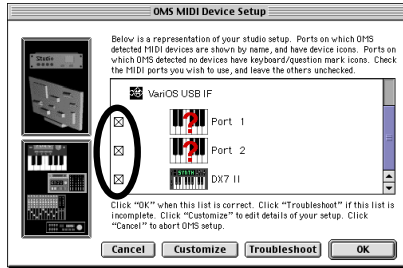 OMS MIDI Device Setup
Below is a representation of your studio setup. Ports on which OMS
detected MIDI devices are shown by name, and have device icons. Ports on
which OMS detected no devices have keyboard/question mark icons. Check
the MIDI ports you wish to use, and leave the others unchecked.
Studio
VariOS USB IF
? Port 1
? Port 2
SYNTH DX7 II
Click “OK” when this list is correct. Click “Troubleshoot” if this list is
incomplete. Click “Customize” to edit details of your setup. Click
“Cancel” to abort OMS setup.
Cancel Customize Troubleshoot OK